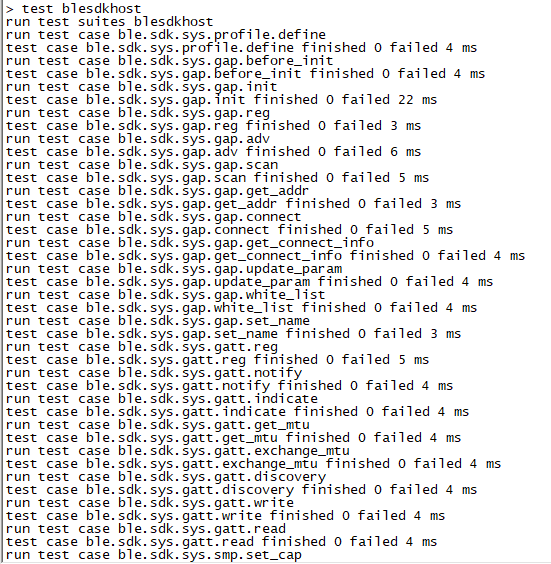 > test blesdkhost
run test suites blesdkhost
run test case ble.sdk.sys.profile.define
test case ble.sdk.sys.profile.define finished 0 failed 4 ms
run test case ble.sdk.sys.gap.before_init
test case ble.sdk.sys.gap.before_init finished 0 failed 4 ms
run test case ble.sdk.sys.gap.init
test case ble.sdk.sys.gap.init finished 0 failed 22 ms
run test case ble.sdk.sys.gap.reg
test case ble.sdk.sys.gap.reg finished 0 failed 3 ms
run test case ble.sdk.sys.gap.adv
test case ble.sdk.sys.gap.adv finished 0 failed 6 ms
run test case ble.sdk.sys.gap.scan
test case ble.sdk.sys.gap.scan finished 0 failed 5 ms
run test case ble.sdk.sys.gap.get_addr
test case ble.sdk.sys.gap.get_addr finished 0 failed 3 ms
run test case ble.sdk.sys.gap.connect
test case ble.sdk.sys.gap.connect finished 0 failed 5 ms
run test case ble.sdk.sys.gap.get_connect_info
test case ble.sdk.sys.gap.get_connect_info finished 0 failed 4 ms
run test case ble.sdk.sys.gap.update_param
test case ble.sdk.sys.gap.update_param finished 0 failed 4 ms
run test case ble.sdk.sys.gap.white_list
test case ble.sdk.sys.gap.white_list finished 0 failed 4 ms
run test case ble.sdk.sys.gap.set_name
test case ble.sdk.sys.gap.set_name finished 0 failed 3 ms
run test case ble.sdk.sys.gatt.reg
test case ble.sdk.sys.gatt.reg finished 0 failed 5 ms
run test case ble.sdk.sys.gatt.notify
test case ble.sdk.sys.gatt.notify finished 0 failed 4 ms
run test case ble.sdk.sys.gatt.indicate
test case ble.sdk.sys.gatt.indicate finished 0 failed 4 ms
run test case ble.sdk.sys.gatt.get_mtu
test case ble.sdk.sys.gatt.get_mtu finished 0 failed 4 ms
run test case ble.sdk.sys.gatt.exchange_mtu
test case ble.sdk.sys.gatt.exchange_mtu finished 0 failed 4 ms
run test case ble.sdk.sys.gatt.discovery
test case ble.sdk.sys.gatt.discovery finished 0 failed 4 ms
run test case ble.sdk.sys.gatt.write
test case ble.sdk.sys.gatt.write finished 0 failed 4 ms
run test case ble.sdk.sys.gatt.read
test case ble.sdk.sys.gatt.read finished 0 failed 4 ms
run test case ble.sdk.sys.smp.set_cap